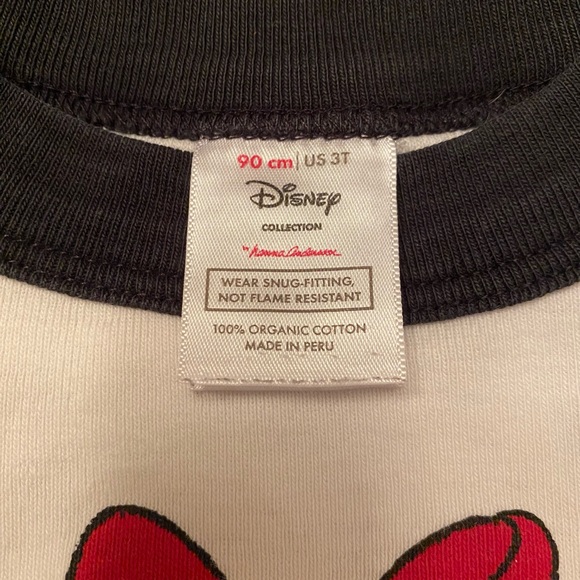 90 cm | US 3T
Disney
COLLECTION
by hanna andersson
WEAR SNUG-FITTING,
NOT FLAME RESISTANT
100% ORGANIC COTTON
MADE IN PERU